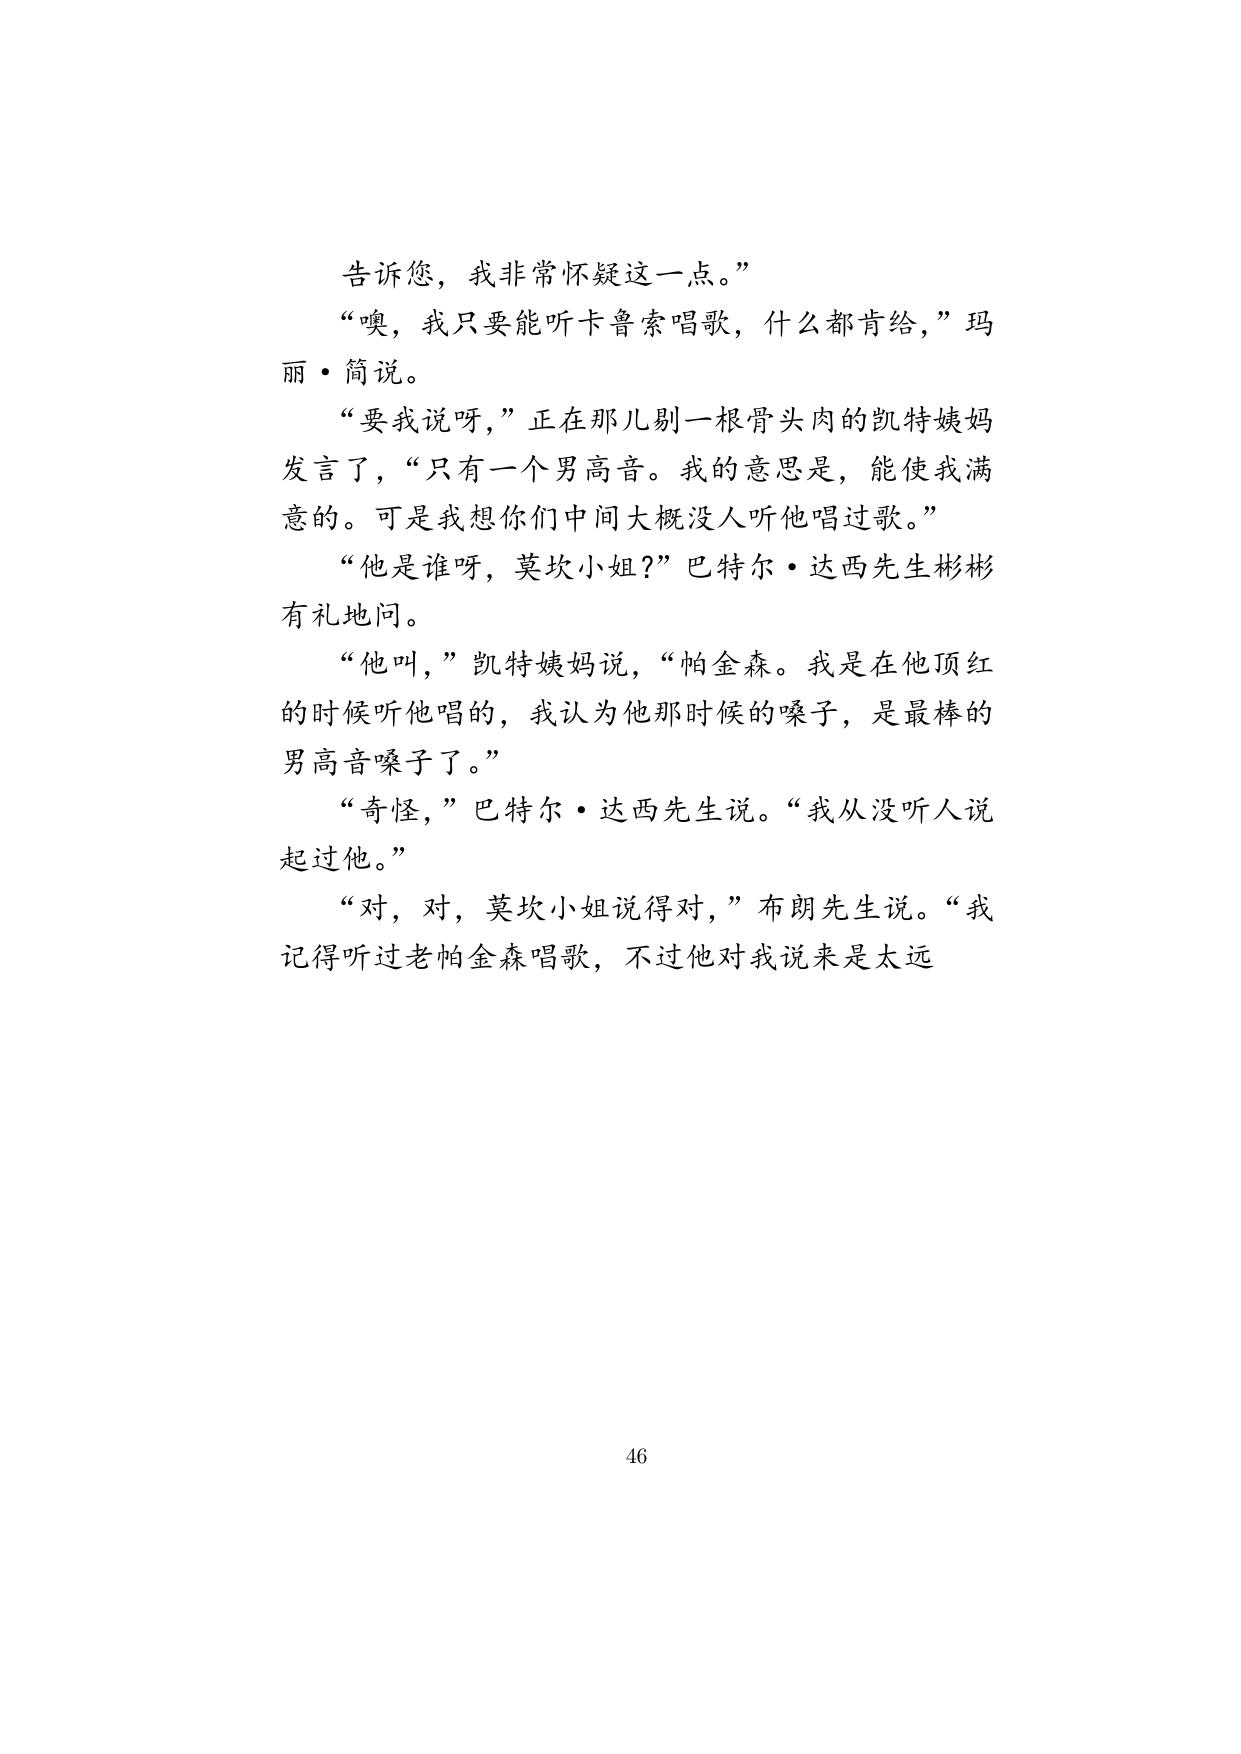 告诉您，我非常怀疑这一点。”
“噢，我只要能听卡鲁索唱歌，什么都肯给，”玛
丽·简说。
“要我说呀，”正在那儿剔一根骨头肉的凯特姨妈
发言了，“只有一个男高音。我的意思是，能使我满
意的。可是我想你们中间大概没人听他唱过歌。”
“他是谁呀，莫坎小姐？”巴特尔·达西先生彬彬
有礼地问。
“他叫，”凯特姨妈说，“帕金森。我是在他顶红
的时候听他唱的，我认为他那时候的嗓子，是最棒的
男高音嗓子了。”
“奇怪，”巴特尔·达西先生说。“我从没听人说
起过他。”
“对，对，莫坎小姐说得对，”布朗先生说。“我
记得听过老帕金森唱歌，不过他对我说来是太远
46